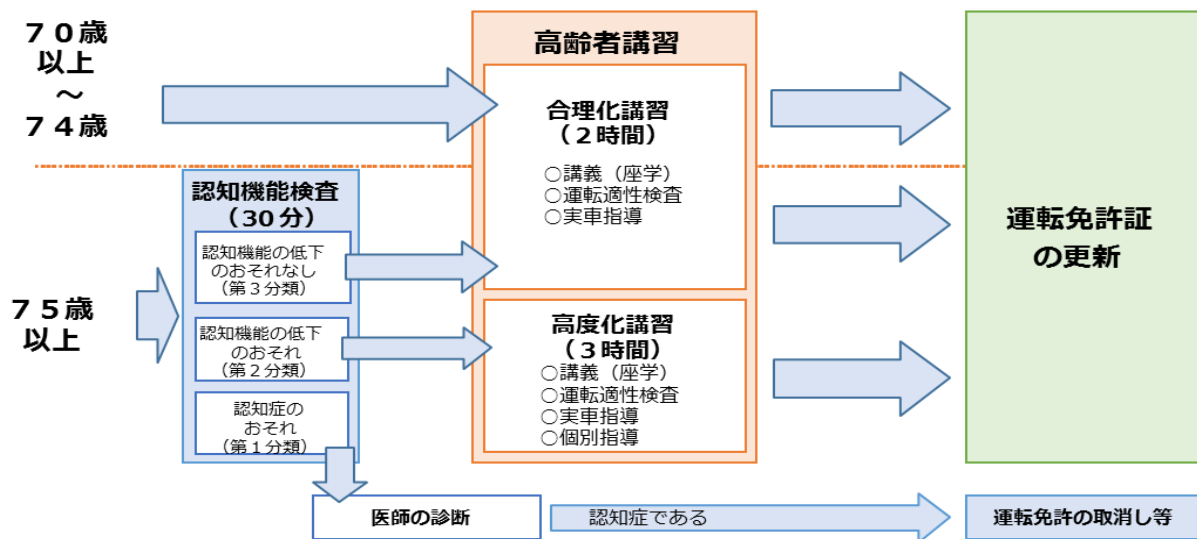 ７０歳
以上
～
７４歳
７５歳
以上
認知機能検査
（30分）
認知機能の低下
のおそれなし
（第３分類）
認知機能の低下
のおそれ
（第２分類）
認知症の
おそれ
（第１分類）
高齢者講習
合理化講習
（２時間）
○講義（座学）
○運転適性検査
○実車指導
高度化講習
（３時間）
○講義（座学）
○運転適性検査
○実車指導
○個別指導
運転免許証
の更新
医師の診断
認知症である
運転免許の取消し等